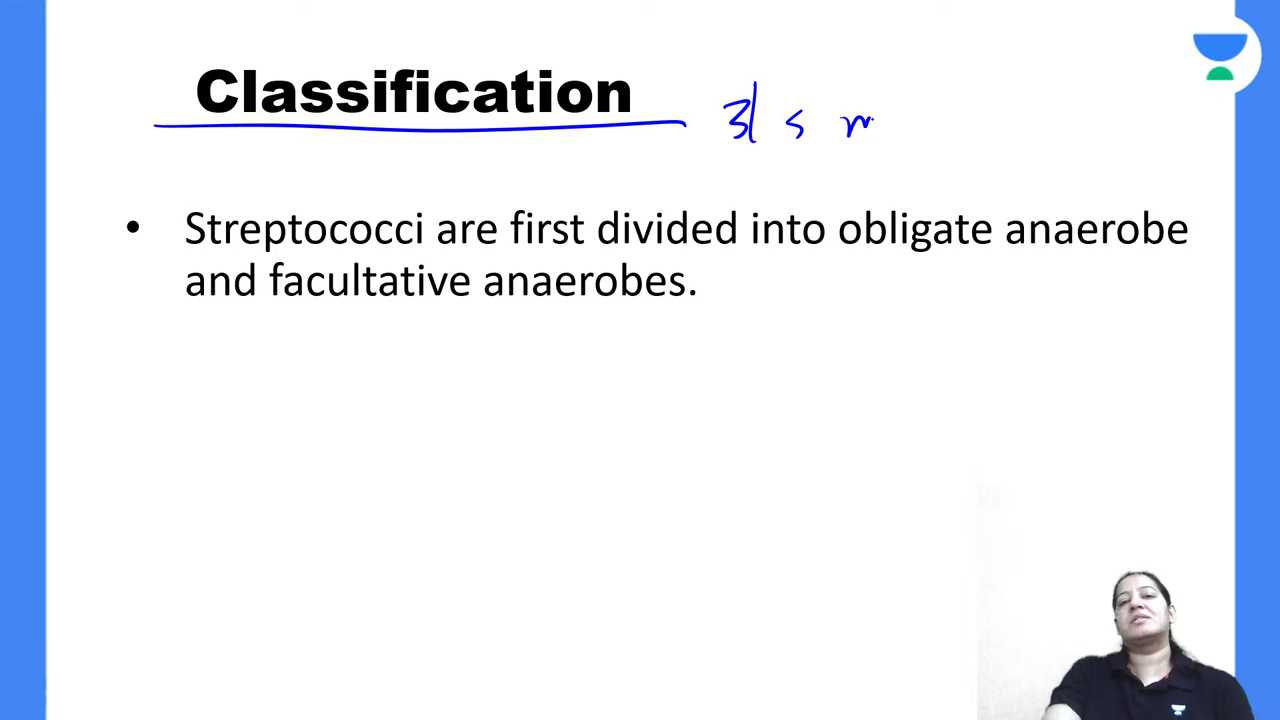 Classification
• Streptococci are first divided into obligate anaerobe
and facultative anaerobes.